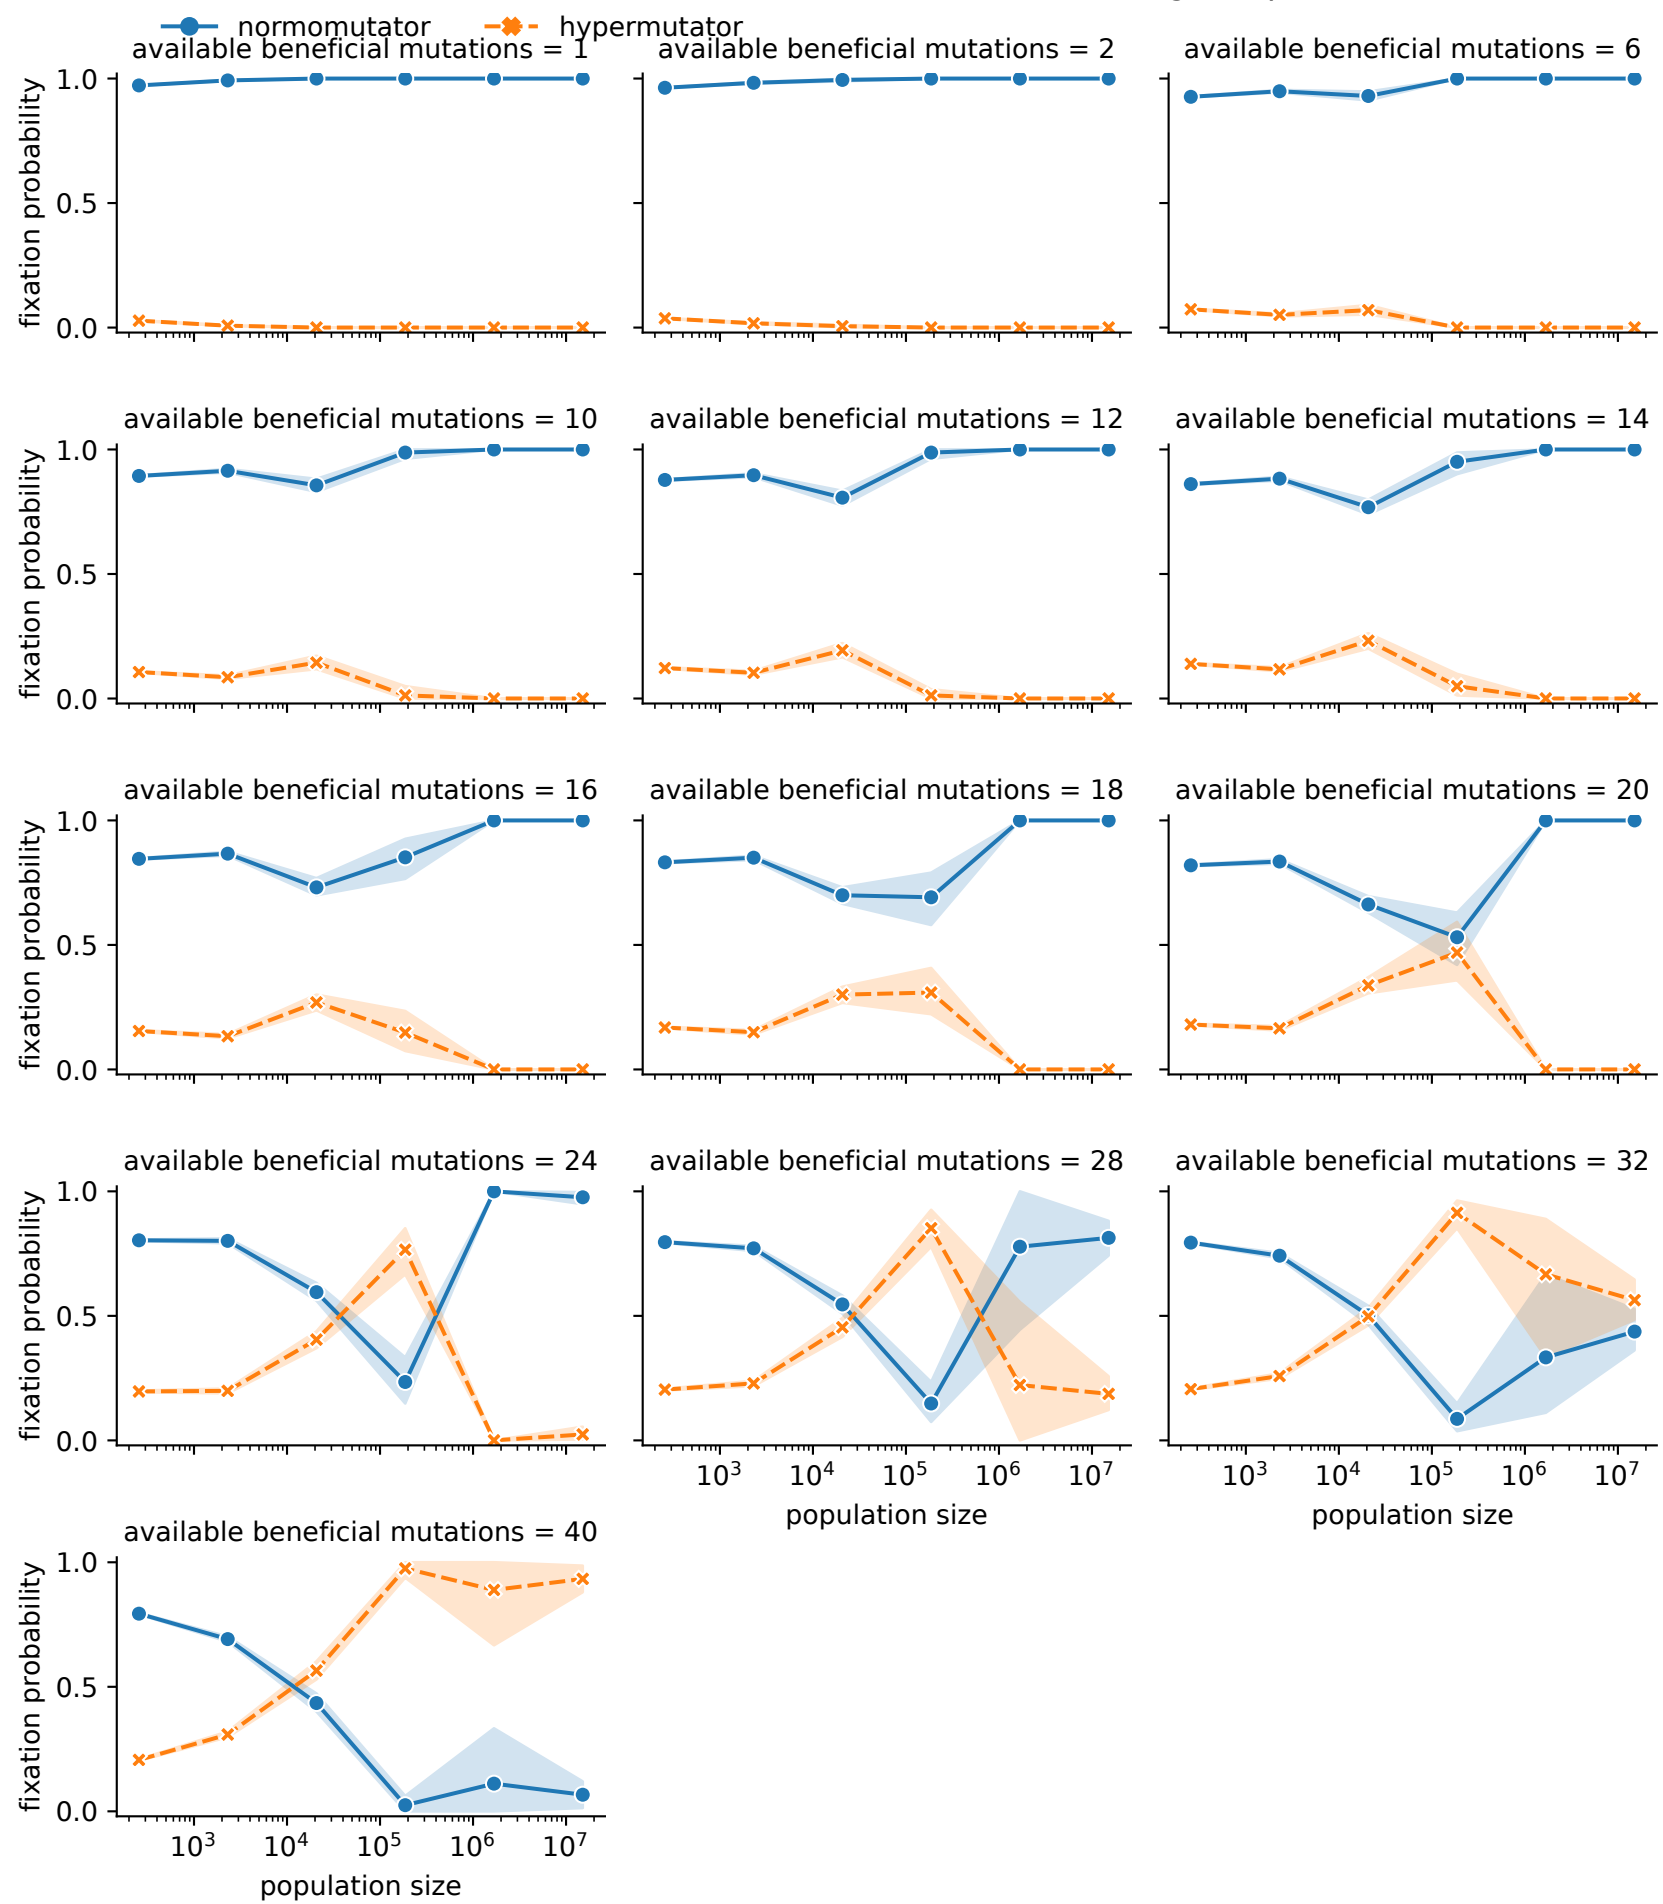 normomutator hypermutator
available beneficial mutations = 1 available beneficial mutations = 2 available beneficial mutations = 6
fixation probability
1.0
0.5
0.0
available beneficial mutations = 10 available beneficial mutations = 12 available beneficial mutations = 14
fixation probability
1.0
0.5
0.0
available beneficial mutations = 16 available beneficial mutations = 18 available beneficial mutations = 20
fixation probability
1.0
0.5
0.0
available beneficial mutations = 24 available beneficial mutations = 28 available beneficial mutations = 32
fixation probability
1.0
0.5
0.0
10³ 10⁴ 10⁵ 10⁶ 10⁷ 10³ 10⁴ 10⁵ 10⁶ 10⁷
population size population size
available beneficial mutations = 40
fixation probability
1.0
0.5
0.0
10³ 10⁴ 10⁵ 10⁶ 10⁷
population size